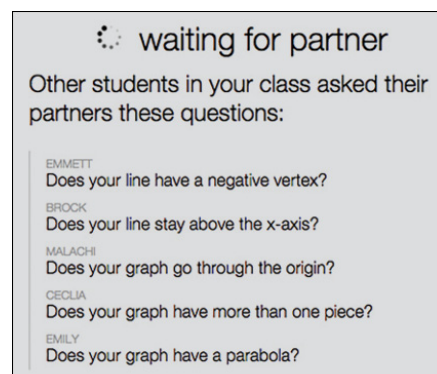 waiting for partner
Other students in your class asked their
partners these questions:
EMMETT
Does your line have a negative vertex?
BROCK
Does your line stay above the x-axis?
MALACHI
Does your graph go through the origin?
CECLIA
Does your graph have more than one piece?
EMILY
Does your graph have a parabola?